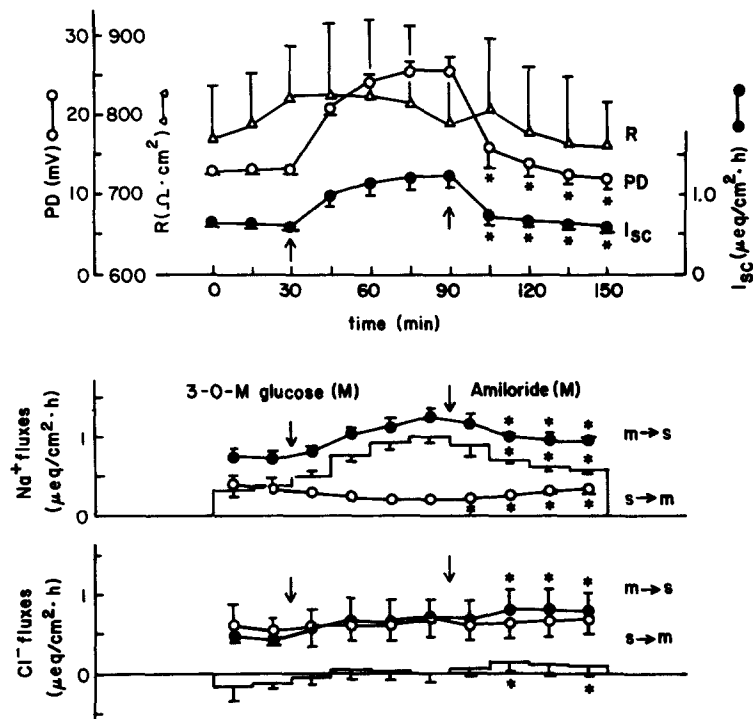 PD (mV)
30
20
10
0
R(Ω·cm²)
900
800
700
600
R
PD
Isc
* * * *
* * * *
1.0
0
Isc (μeq/cm²·h)
0 30 60 90 120 150
time (min)
3-O-M glucose (M)
Amiloride (M)
Na⁺ fluxes
(μeq/cm²·h)
1
0
* * *
m→s
* * *
* * *
s→m
* * * *
Cl⁻ fluxes
(μeq/cm²·h)
1
0
* * *
m→s
s→m
* *